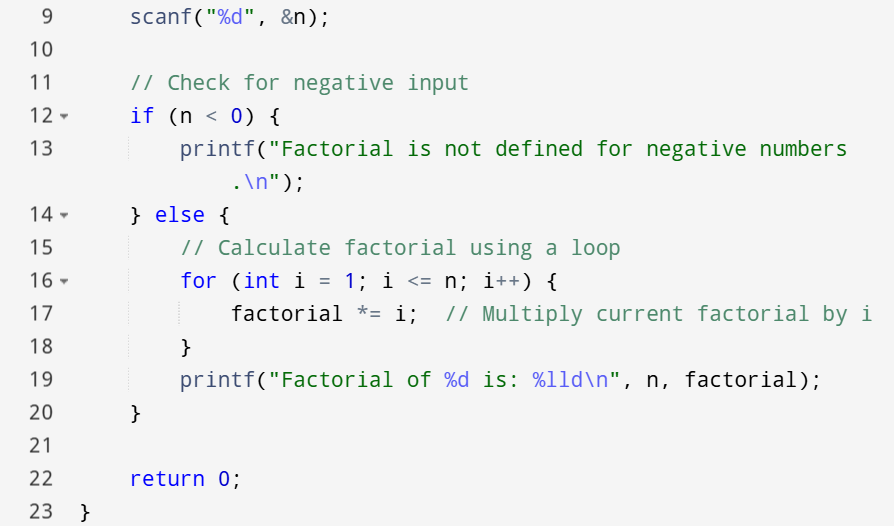 9 scanf("%d", &n);
10
11 // Check for negative input
12 if (n < 0) {
13 printf("Factorial is not defined for negative numbers
.\n");
14 } else {
15 // Calculate factorial using a loop
16 for (int i = 1; i <= n; i++) {
17 factorial *= i;  // Multiply current factorial by i
18 }
19 printf("Factorial of %d is: %lld\n", n, factorial);
20 }
21
22 return 0;
23 }